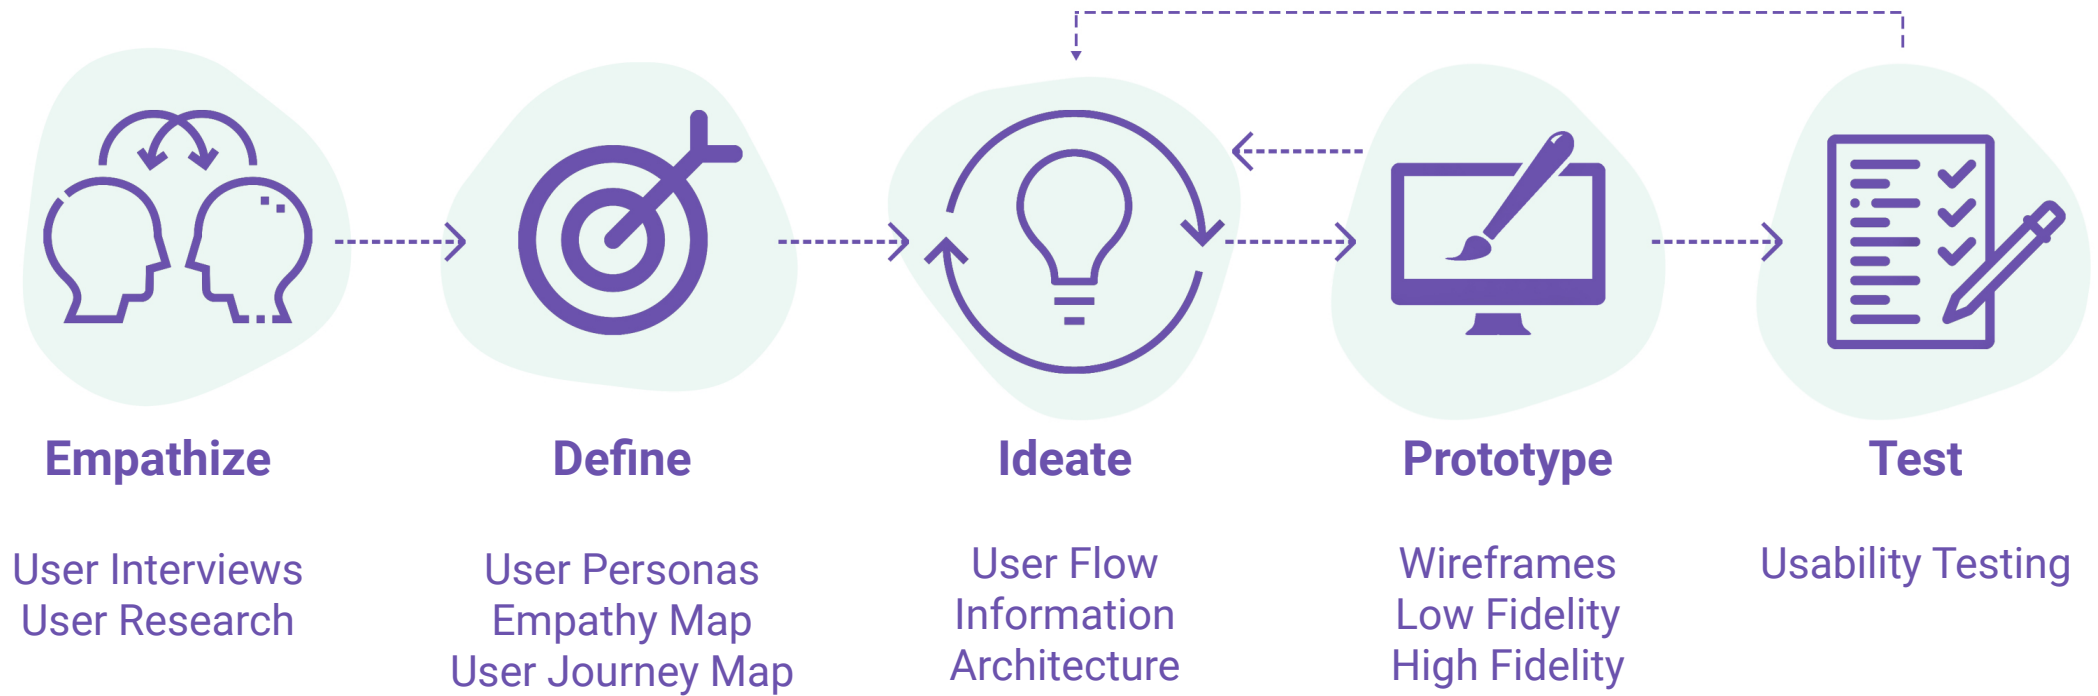 Empathize
User Interviews
User Research
Define
User Personas
Empathy Map
User Journey Map
Ideate
User Flow
Information
Architecture
Prototype
Wireframes
Low Fidelity
High Fidelity
Test
Usability Testing